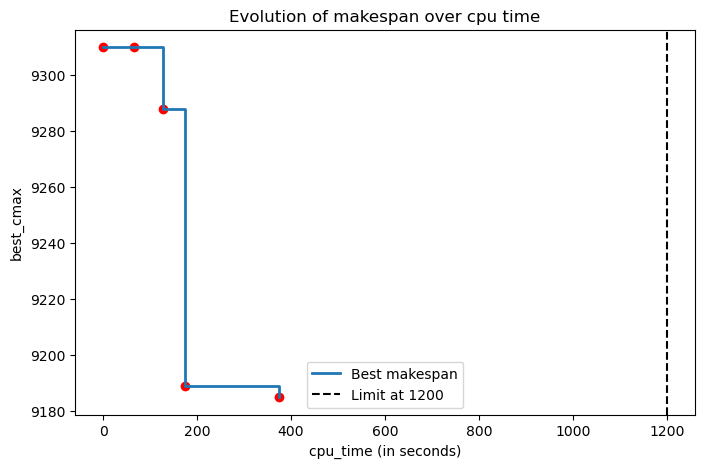 Evolution of makespan over cpu time
best_cmax
9300
9280
9260
9240
9220
9200
9180
0
200
400
600
800
1000
1200
cpu_time (in seconds)
Best makespan
Limit at 1200